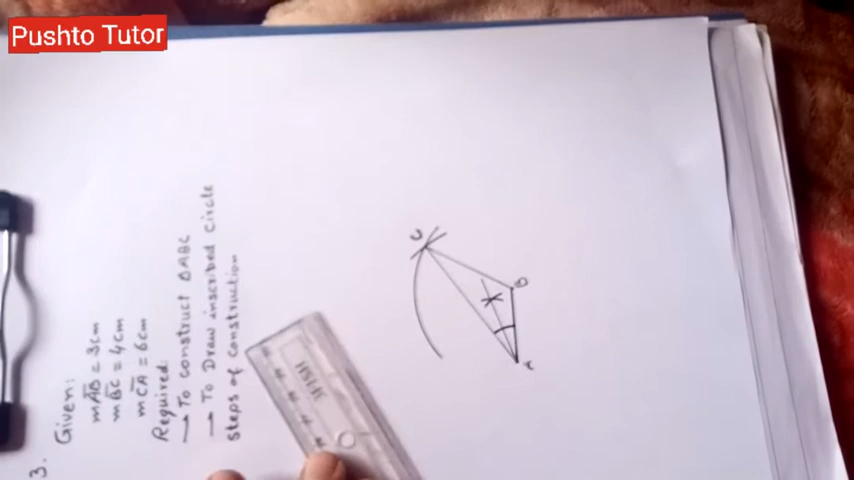 Pushto Tutor
3. Given:
mAB = 3cm
mBC = 4cm
mCA = 6cm
Required:
→ To construct ΔABC
→ To Draw inscribed circle
steps of construction
C
B
A
WISH